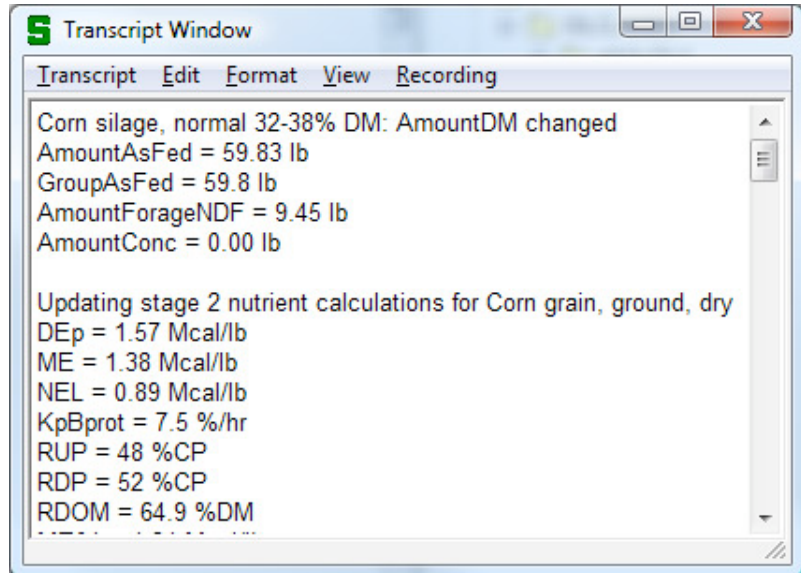 S Transcript Window
Transcript Edit Format View Recording
Corn silage, normal 32-38% DM: AmountDM changed
AmountAsFed = 59.83 lb
GroupAsFed = 59.8 lb
AmountForageNDF = 9.45 lb
AmountConc = 0.00 lb
Updating stage 2 nutrient calculations for Corn grain, ground, dry
DEp = 1.57 Mcal/lb
ME = 1.38 Mcal/lb
NEL = 0.89 Mcal/lb
KpBprot = 7.5 %/hr
RUP = 48 %CP
RDP = 52 %CP
RDOM = 64.9 %DM